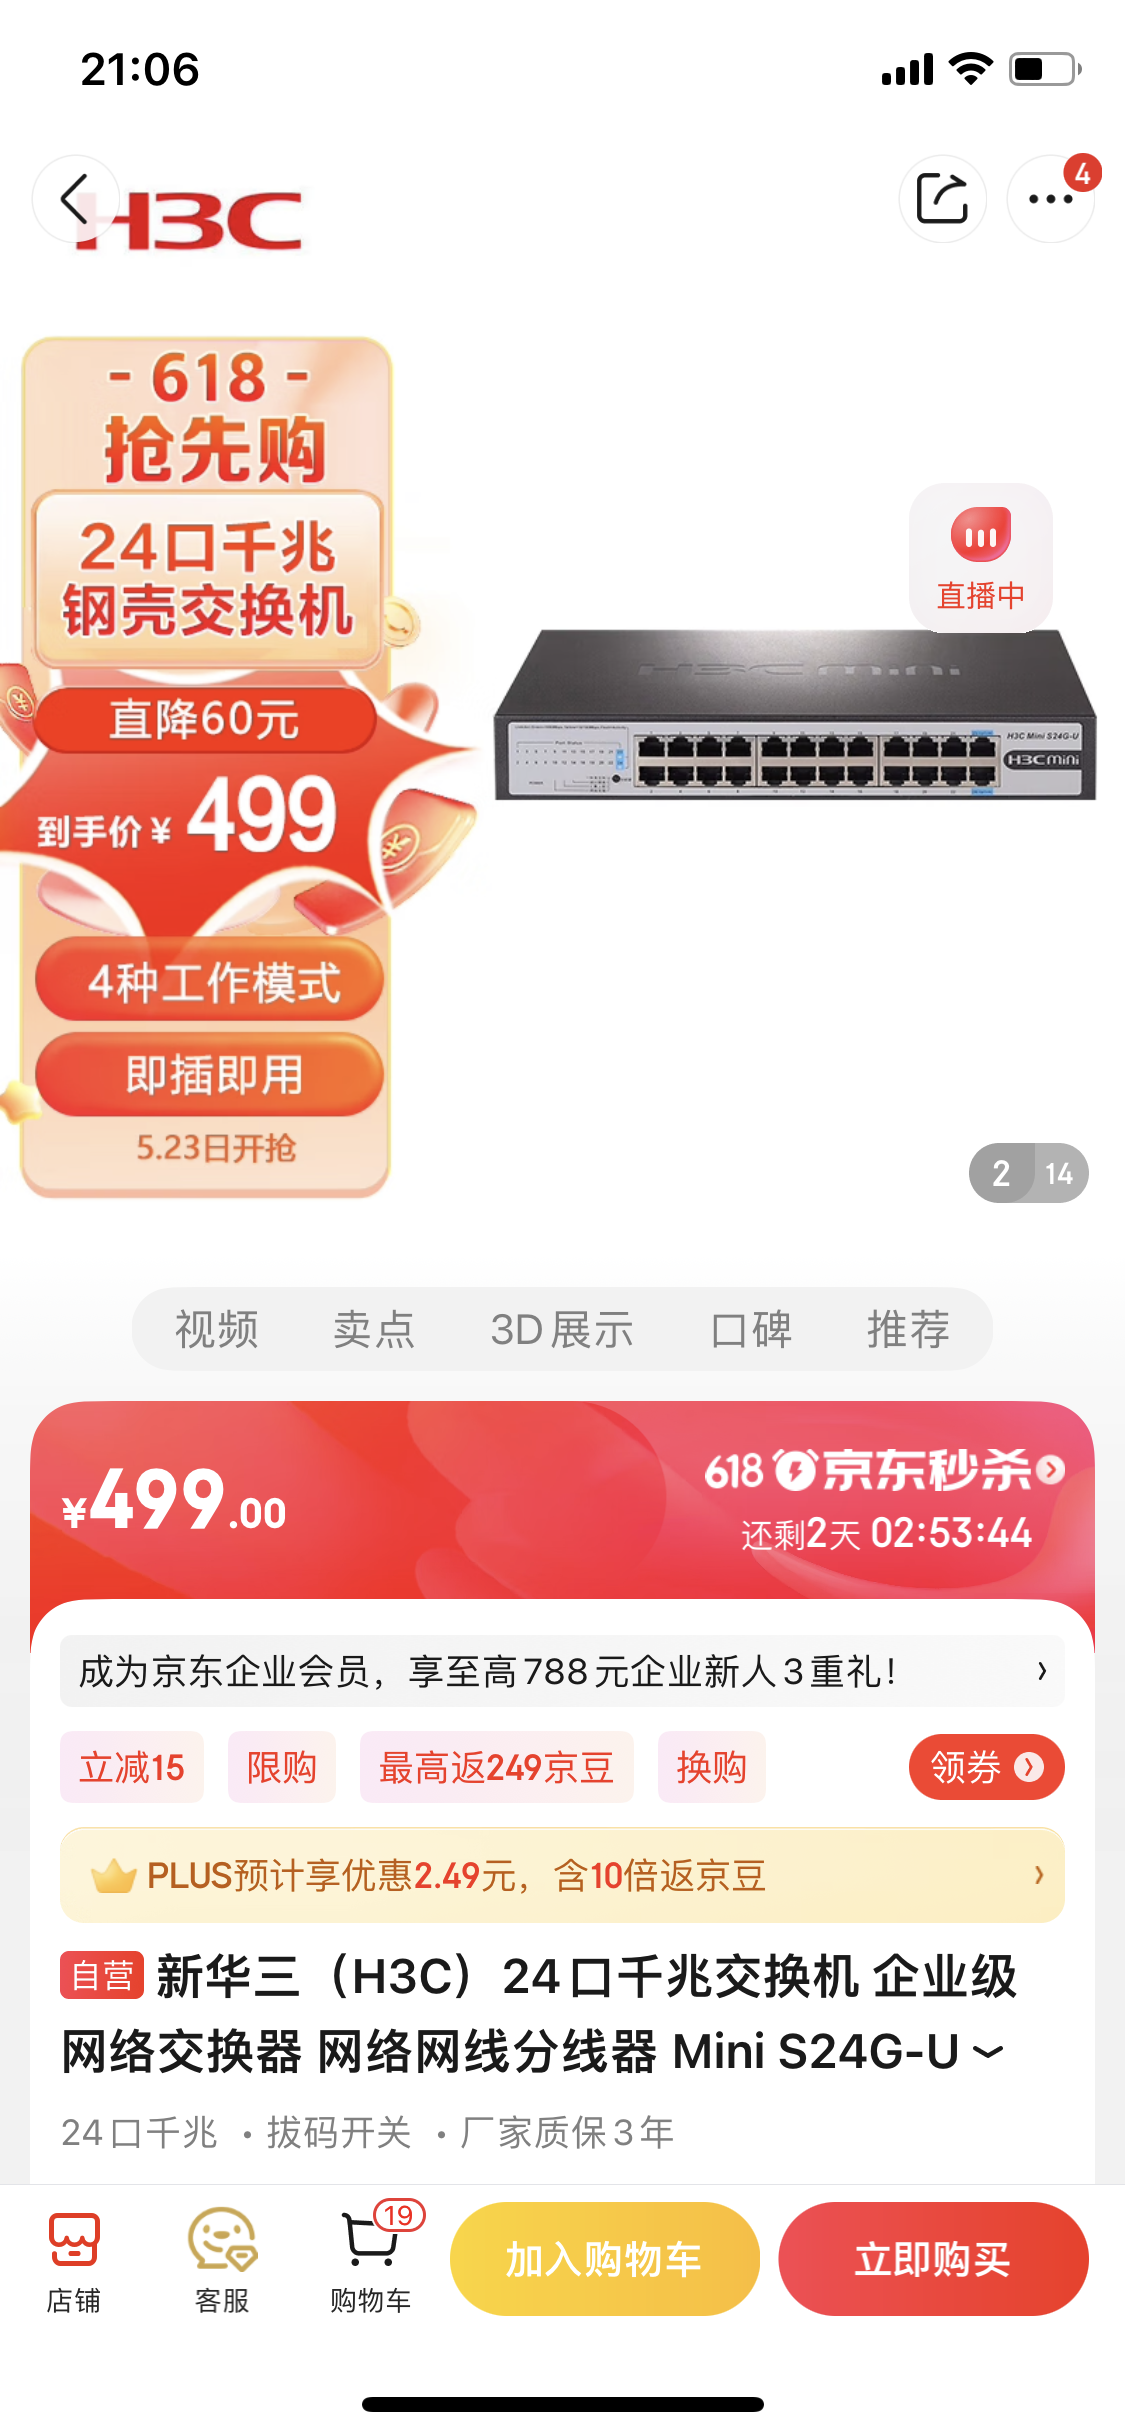 21:06
H3C
4
- 618 -
抢先购
24口千兆
钢壳交换机
直播中
直降60元
到手价¥499
H3C Mini S24G-U
H3C mini
4种工作模式
即插即用
5.23日开抢
2 14
视频 卖点 3D展示 口碑 推荐
¥499.00
618京东秒杀
还剩2天 02:53:44
成为京东企业会员，享至高788元企业新人3重礼！
立减15 限购 最高返249京豆 换购 领券
PLUS预计享优惠2.49元，含10倍返京豆
自营 新华三（H3C）24口千兆交换机 企业级
网络交换器 网络网线分线器 Mini S24G-U
24口千兆 · 拔码开关 · 厂家质保3年
19
店铺 客服 购物车 加入购物车 立即购买